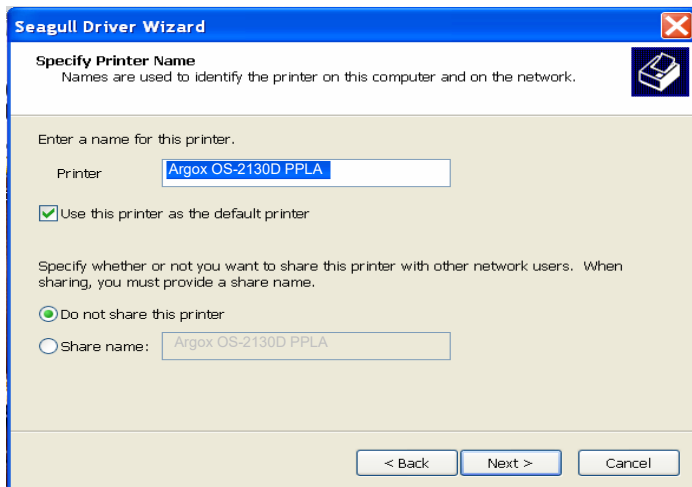 Seagull Driver Wizard
Specify Printer Name
Names are used to identify the printer on this computer and on the network.
Enter a name for this printer.
Printer Argox OS-2130D PPLA
Use this printer as the default printer
Specify whether or not you want to share this printer with other network users. When
sharing, you must provide a share name.
Do not share this printer
Share name: Argox OS-2130D PPLA
< Back Next > Cancel